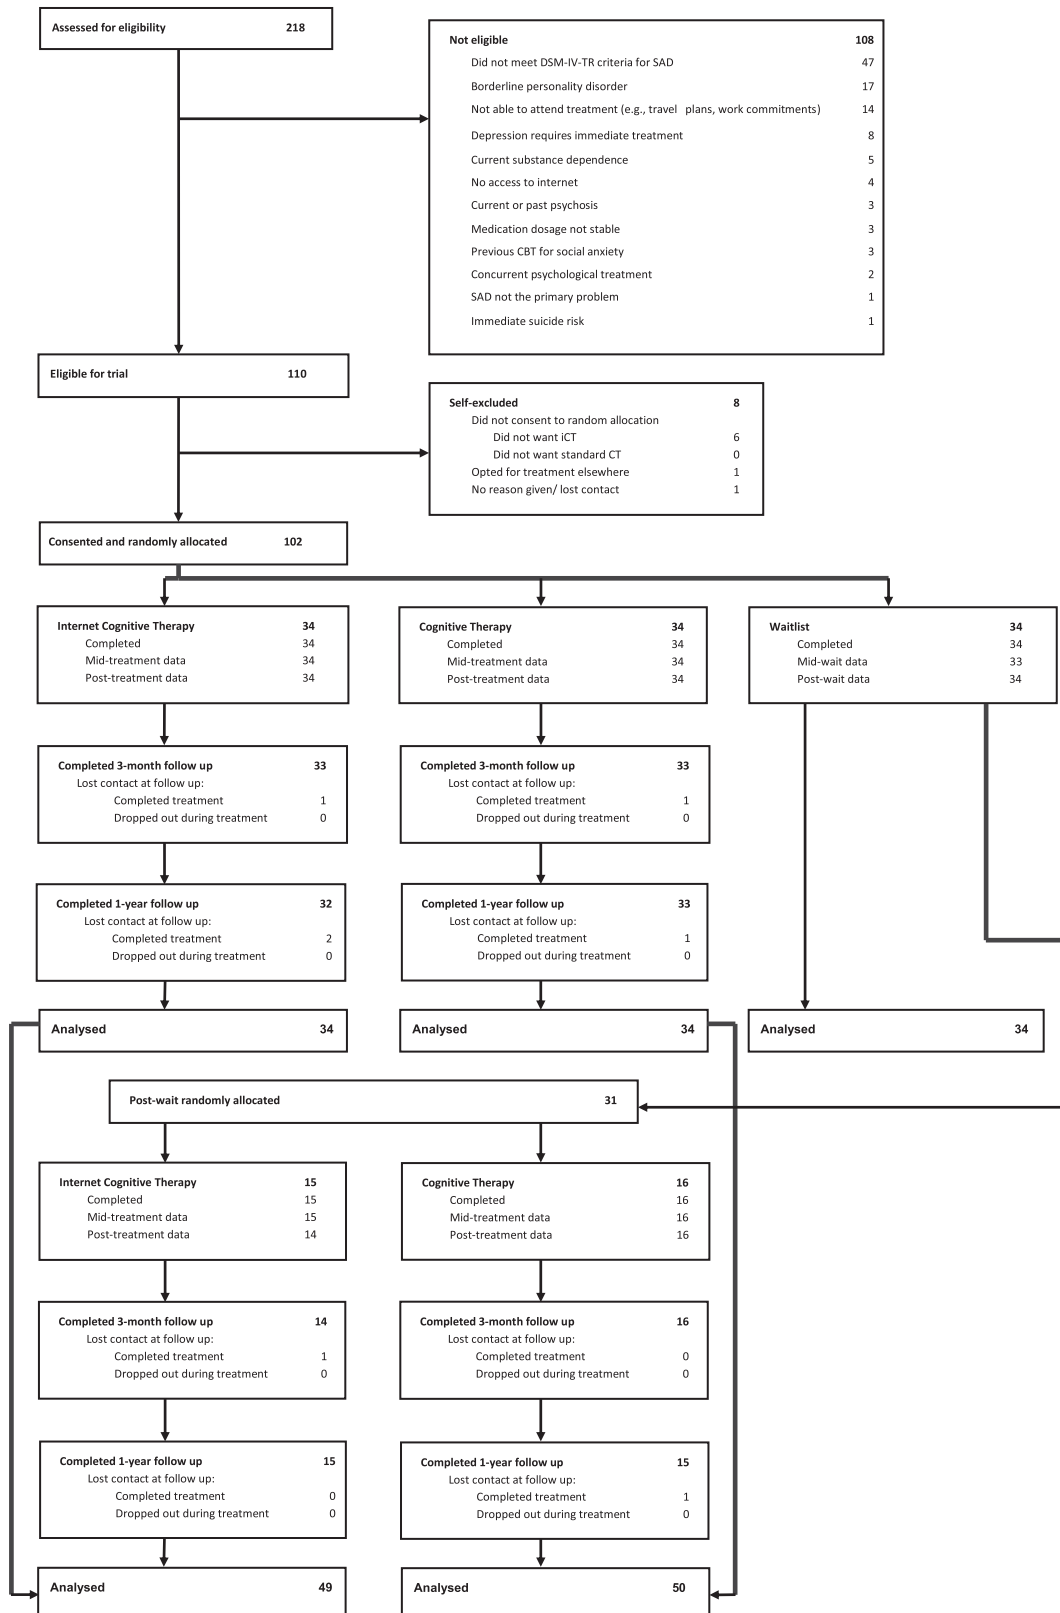 Assessed for eligibility 218
Not eligible 108
Did not meet DSM-IV-TR criteria for SAD 47
Borderline personality disorder 17
Not able to attend treatment (e.g., travel plans, work commitments) 14
Depression requires immediate treatment 8
Current substance dependence 5
No access to internet 4
Current or past psychosis 3
Medication dosage not stable 3
Previous CBT for social anxiety 3
Concurrent psychological treatment 2
SAD not the primary problem 1
Immediate suicide risk 1
Eligible for trial 110
Self-excluded 8
Did not consent to random allocation
Did not want iCT 6
Did not want standard CT 0
Opted for treatment elsewhere 1
No reason given/ lost contact 1
Consented and randomly allocated 102
Internet Cognitive Therapy 34
Completed 34
Mid-treatment data 34
Post-treatment data 34
Cognitive Therapy 34
Completed 34
Mid-treatment data 34
Post-treatment data 34
Waitlist 34
Completed 34
Mid-wait data 33
Post-wait data 34
Completed 3-month follow up 33
Lost contact at follow up:
Completed treatment 1
Dropped out during treatment 0
Completed 3-month follow up 33
Lost contact at follow up:
Completed treatment 1
Dropped out during treatment 0
Completed 1-year follow up 32
Lost contact at follow up:
Completed treatment 2
Dropped out during treatment 0
Completed 1-year follow up 33
Lost contact at follow up:
Completed treatment 1
Dropped out during treatment 0
Analysed 34
Analysed 34
Analysed 34
Post-wait randomly allocated 31
Internet Cognitive Therapy 15
Completed 15
Mid-treatment data 15
Post-treatment data 14
Cognitive Therapy 16
Completed 16
Mid-treatment data 16
Post-treatment data 16
Completed 3-month follow up 14
Lost contact at follow up:
Completed treatment 1
Dropped out during treatment 0
Completed 3-month follow up 16
Lost contact at follow up:
Completed treatment 0
Dropped out during treatment 0
Completed 1-year follow up 15
Lost contact at follow up:
Completed treatment 0
Dropped out during treatment 0
Completed 1-year follow up 15
Lost contact at follow up:
Completed treatment 1
Dropped out during treatment 0
Analysed 49
Analysed 50